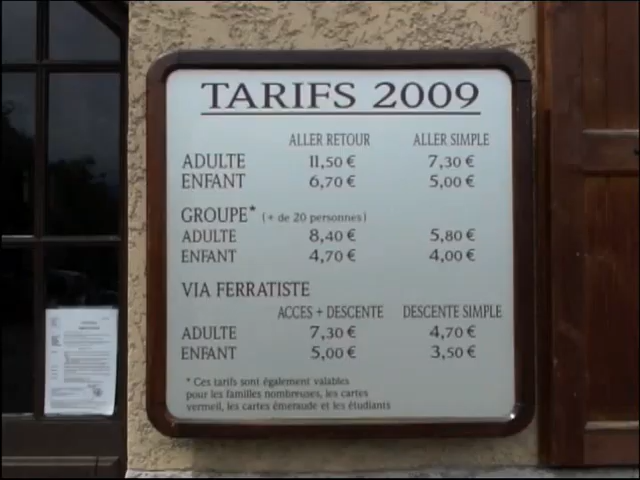 TARIFS 2009
ALLER RETOUR ALLER SIMPLE
ADULTE 11,50 € 7,30 €
ENFANT 6,70 € 5,00 €
GROUPE* (+ de 20 personnes)
ADULTE 8,40 € 5,80 €
ENFANT 4,70 € 4,00 €
VIA FERRATISTE
ACCES + DESCENTE DESCENTE SIMPLE
ADULTE 7,30 € 4,70 €
ENFANT 5,00 € 3,50 €
* Ces tarifs sont également valables
pour les familles nombreuses, les cartes
vermeil, les cartes émeraude et les étudiants